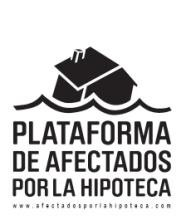 PLATAFORMA
DE AFECTADOS
POR LA HIPOTECA
www.afectadosporlahipoteca.com